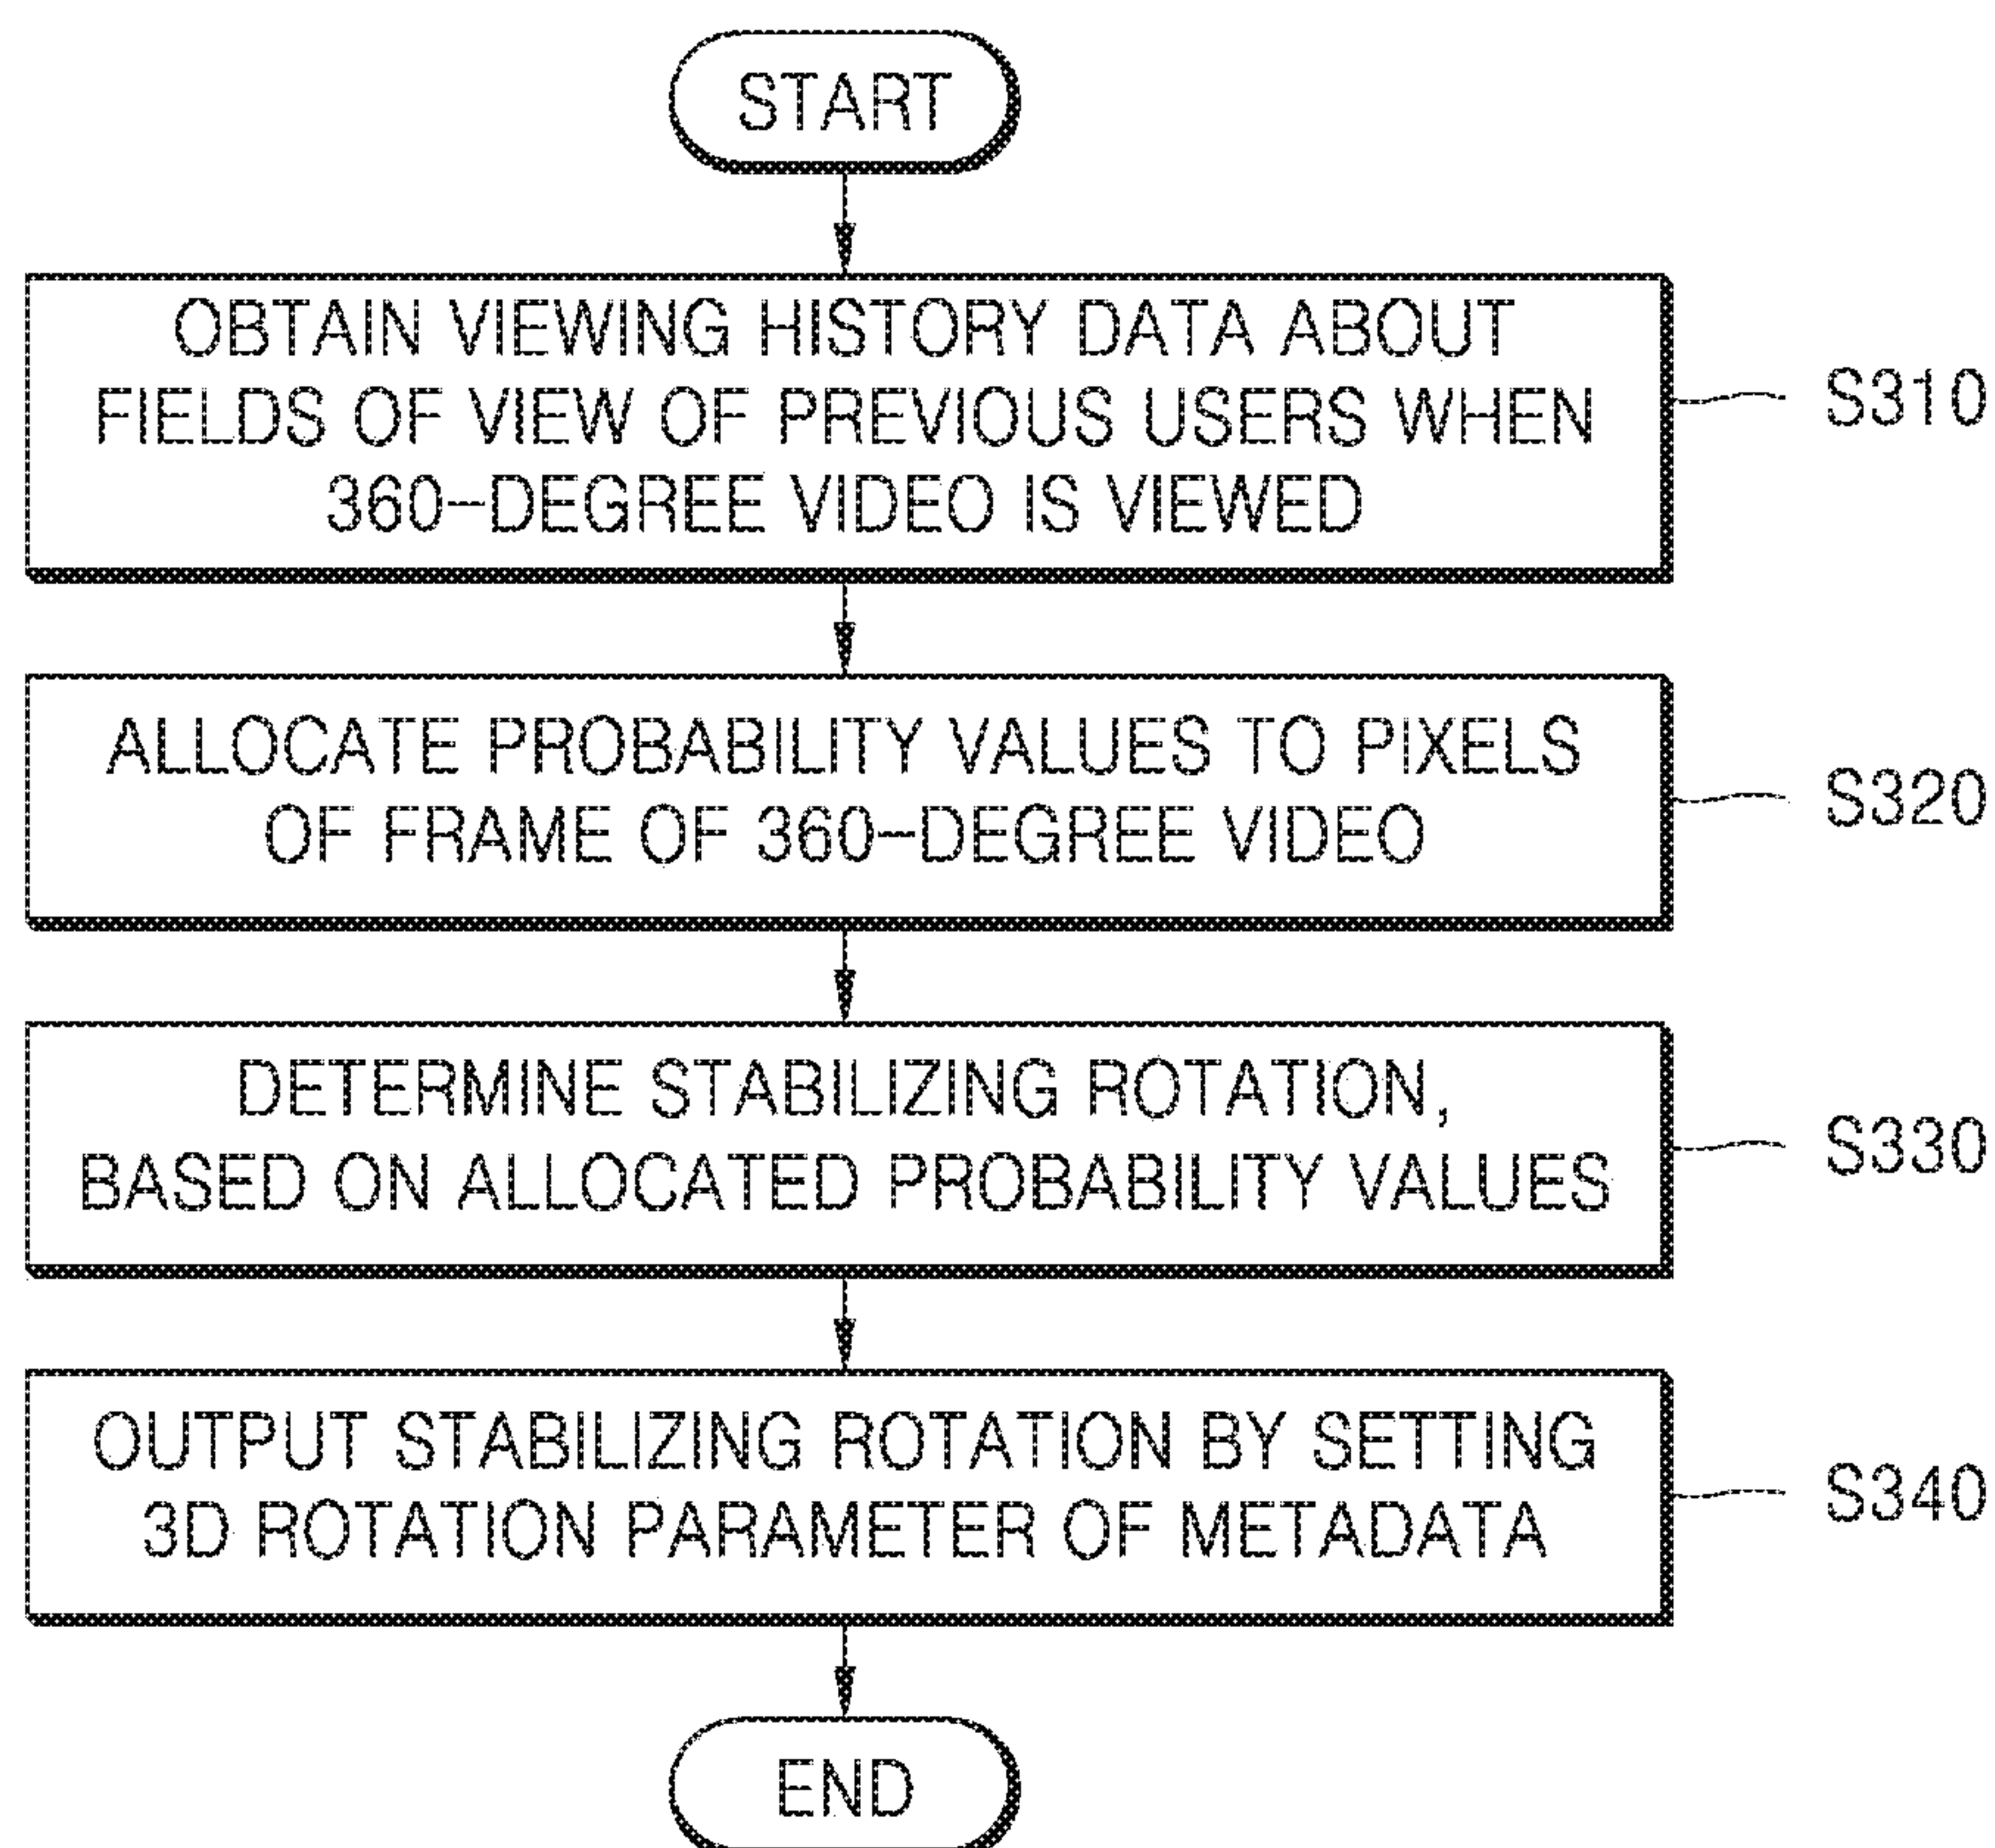 START
OBTAIN VIEWING HISTORY DATA ABOUT
FIELDS OF VIEW OF PREVIOUS USERS WHEN
360-DEGREE VIDEO IS VIEWED
S310
ALLOCATE PROBABILITY VALUES TO PIXELS
OF FRAME OF 360-DEGREE VIDEO
S320
DETERMINE STABILIZING ROTATION,
BASED ON ALLOCATED PROBABILITY VALUES
S330
OUTPUT STABILIZING ROTATION BY SETTING
3D ROTATION PARAMETER OF METADATA
S340
END